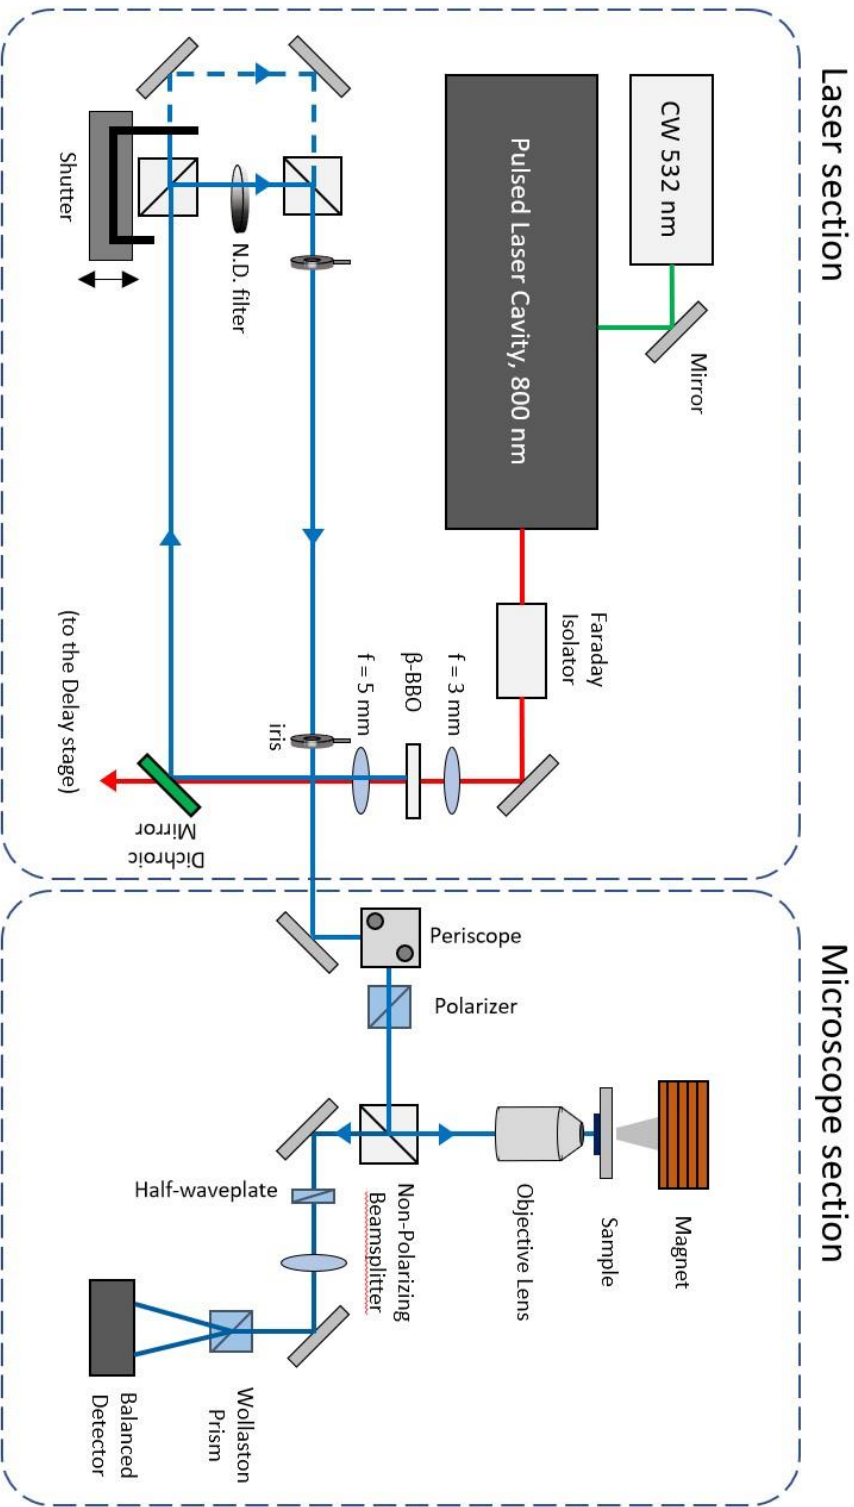 Laser section
CW 532 nm
Mirror
Pulsed Laser Cavity, 800 nm
Faraday
Isolator
f = 3 mm
β-BBO
f = 5 mm
iris
N.D. filter
Shutter
(to the Delay stage)
Dichroic
Mirror
Microscope section
Periscope
Polarizer
Magnet
Sample
Objective Lens
Non-Polarizing
Beamsplitter
Half-waveplate
Wollaston
Prism
Balanced
Detector